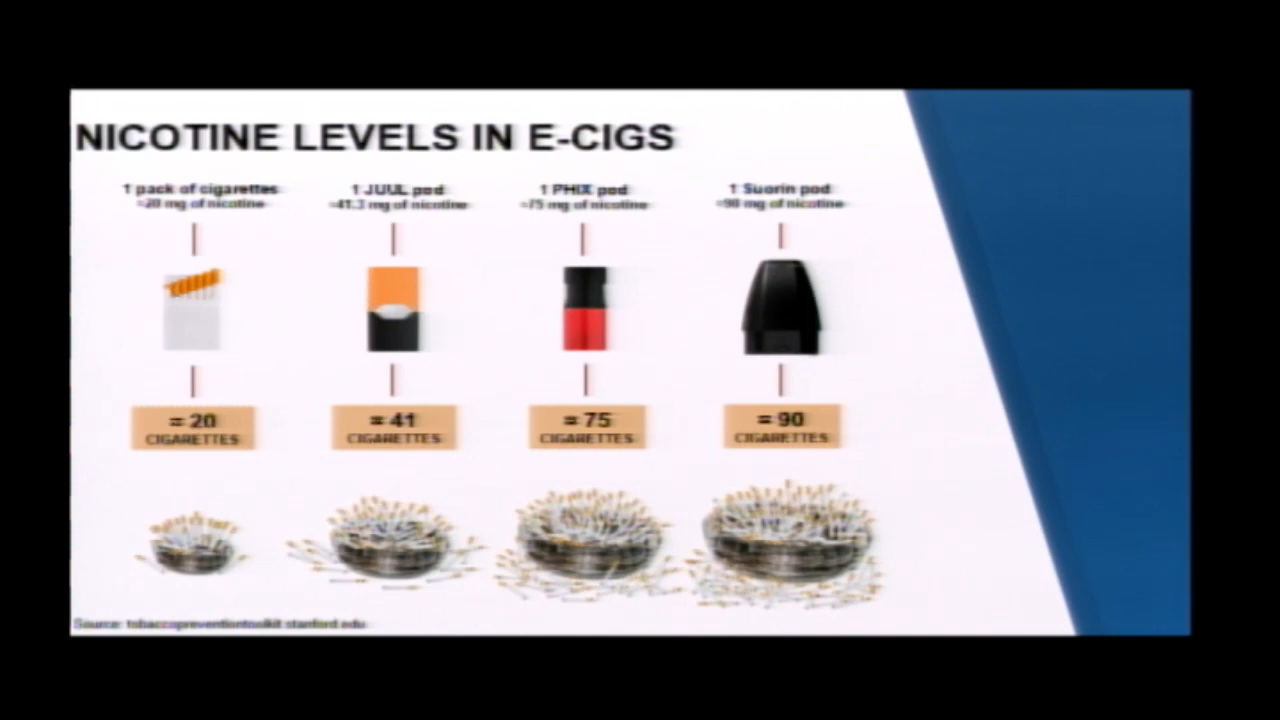 NICOTINE LEVELS IN E-CIGS
1 pack of cigarettes
=20 mg of nicotine
1 JUUL pod
=41.3 mg of nicotine
1 PHIX pod
=75 mg of nicotine
1 Suorin pod
=90 mg of nicotine
= 20
CIGARETTES
= 41
CIGARETTES
= 75
CIGARETTES
= 90
CIGARETTES
Source: tobaccopreventiontoolkit.stanford.edu